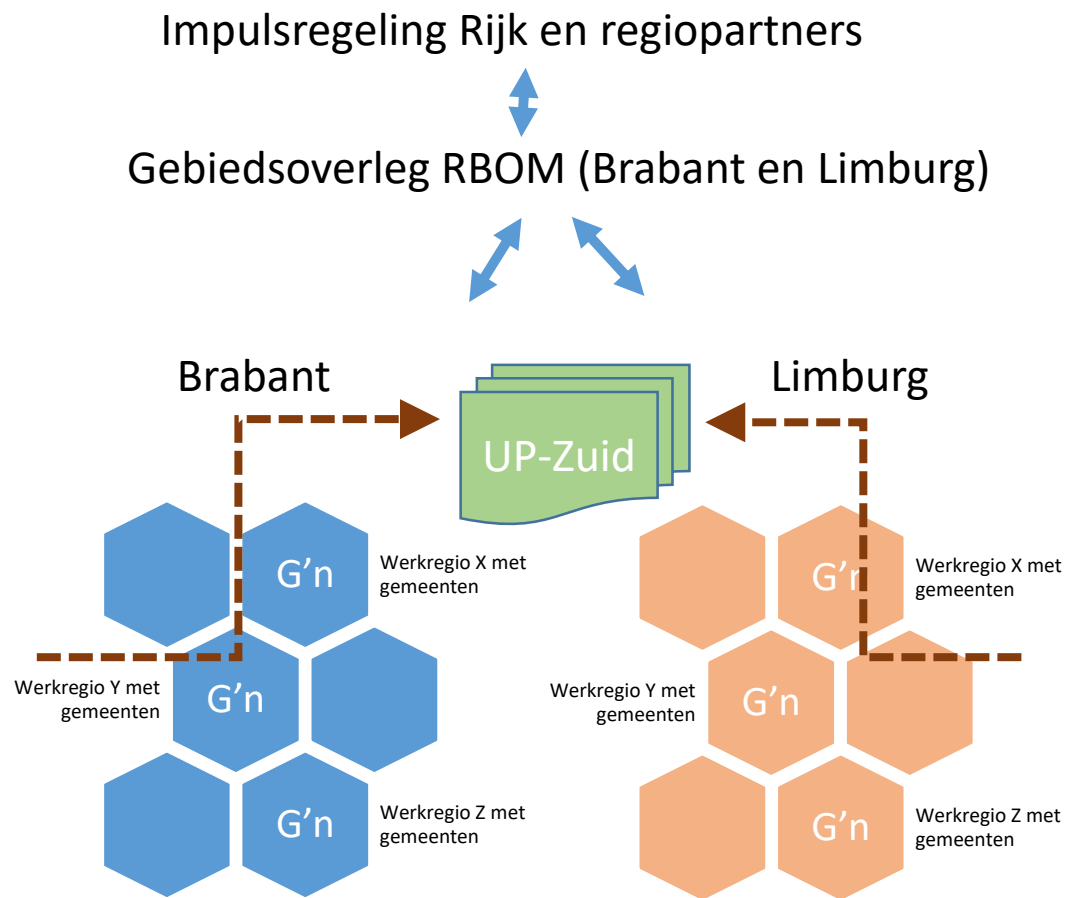 Impulsregeling Rijk en regiopartners
Gebiedsoverleg RBOM (Brabant en Limburg)
Brabant
Limburg
UP-Zuid
G’n
Werkregio X met
gemeenten
Werkregio Y met
gemeenten
G’n
G’n
Werkregio Z met
gemeenten
G’n
Werkregio X met
gemeenten
Werkregio Y met
gemeenten
G’n
G’n
Werkregio Z met
gemeenten